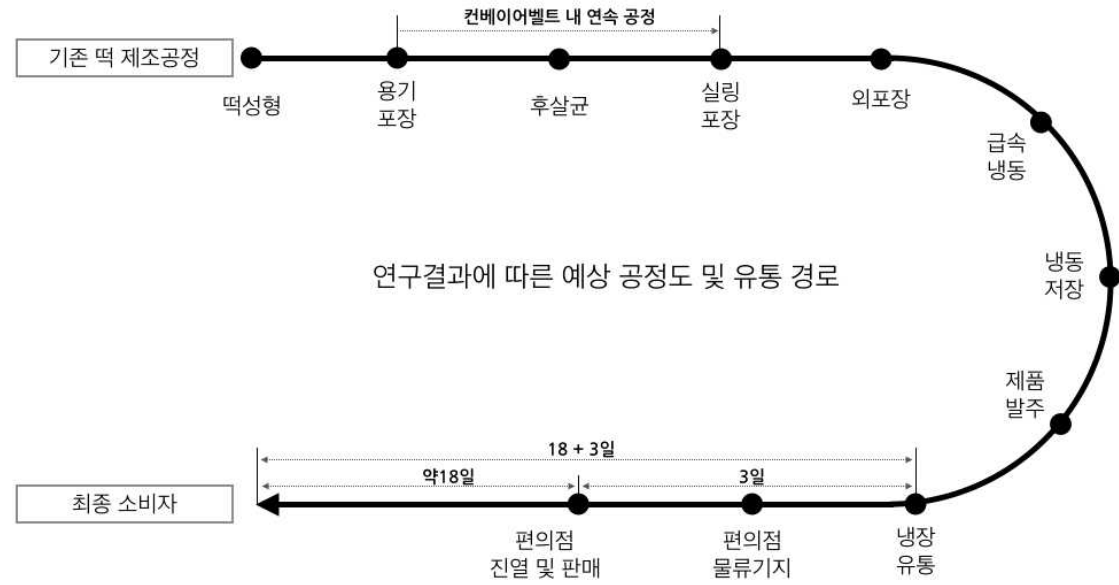 컨베이어벨트 내 연속 공정
기존 떡 제조공정
떡성형
용기
포장
후살균
실링
포장
외포장
급속
냉동
연구결과에 따른 예상 공정도 및 유통 경로
냉동
저장
제품
발주
18 + 3일
약18일
3일
최종 소비자
편의점
진열 및 판매
편의점
물류기지
냉장
유통